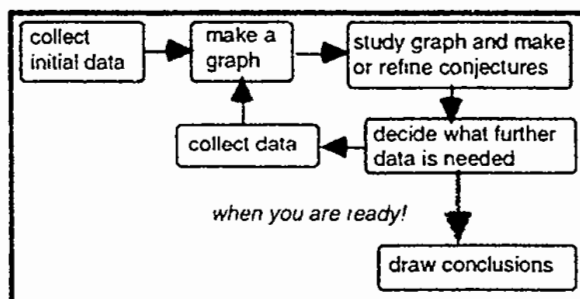 collect
initial data
make a
graph
study graph and make
or refine conjectures
collect data
decide what further
data is needed
when you are ready!
draw conclusions